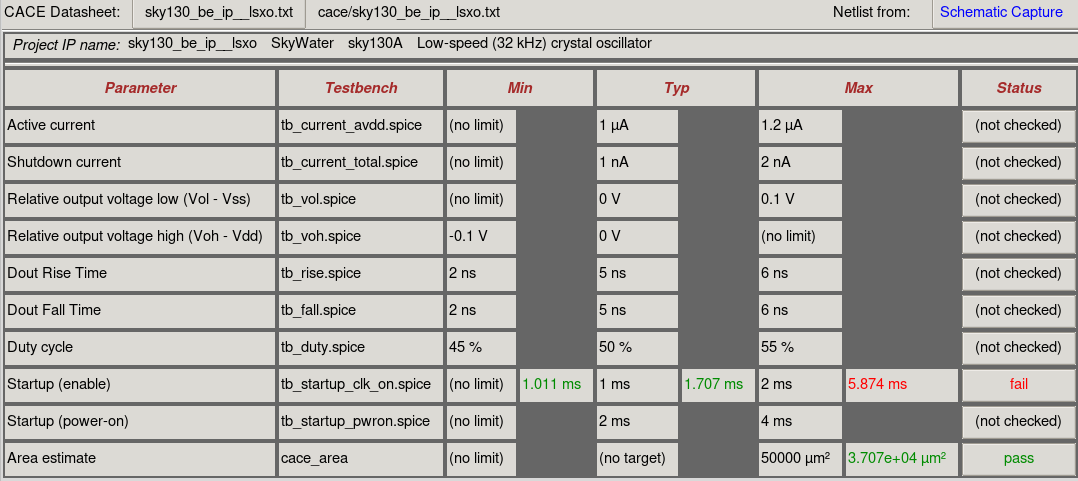 CACE Datasheet: sky130_be_ip__lsxo.txt cace/sky130_be_ip__lsxo.txt Netlist from: Schematic Capture
Project IP name: sky130_be_ip__lsxo SkyWater sky130A Low-speed (32 kHz) crystal oscillator
Parameter Testbench Min Typ Max Status
Active current tb_current_avdd.spice (no limit) 1 µA 1.2 µA (not checked)
Shutdown current tb_current_total.spice (no limit) 1 nA 2 nA (not checked)
Relative output voltage low (Vol - Vss) tb_vol.spice (no limit) 0 V 0.1 V (not checked)
Relative output voltage high (Voh - Vdd) tb_voh.spice -0.1 V 0 V (no limit) (not checked)
Dout Rise Time tb_rise.spice 2 ns 5 ns 6 ns (not checked)
Dout Fall Time tb_fall.spice 2 ns 5 ns 6 ns (not checked)
Duty cycle tb_duty.spice 45 % 50 % 55 % (not checked)
Startup (enable) tb_startup_clk_on.spice (no limit) 1.011 ms 1 ms 1.707 ms 2 ms 5.874 ms fail
Startup (power-on) tb_startup_pwron.spice (no limit) 2 ms 4 ms (not checked)
Area estimate cace_area (no limit) (no target) 50000 µm² 3.707e+04 µm² pass